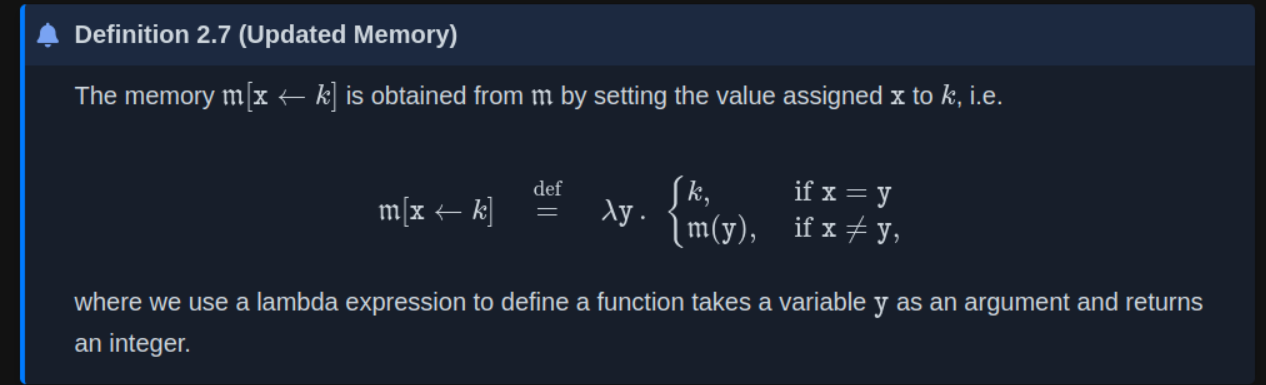 Definition 2.7 (Updated Memory)
The memory 𝔪[𝚡 ← k] is obtained from 𝔪 by setting the value assigned 𝚡 to k, i.e.
𝔪[𝚡 ← k] def= λ𝚢. { k, if 𝚡 = 𝚢
𝔪(𝚢), if 𝚡 ≠ 𝚢,
where we use a lambda expression to define a function takes a variable 𝚢 as an argument and returns
an integer.